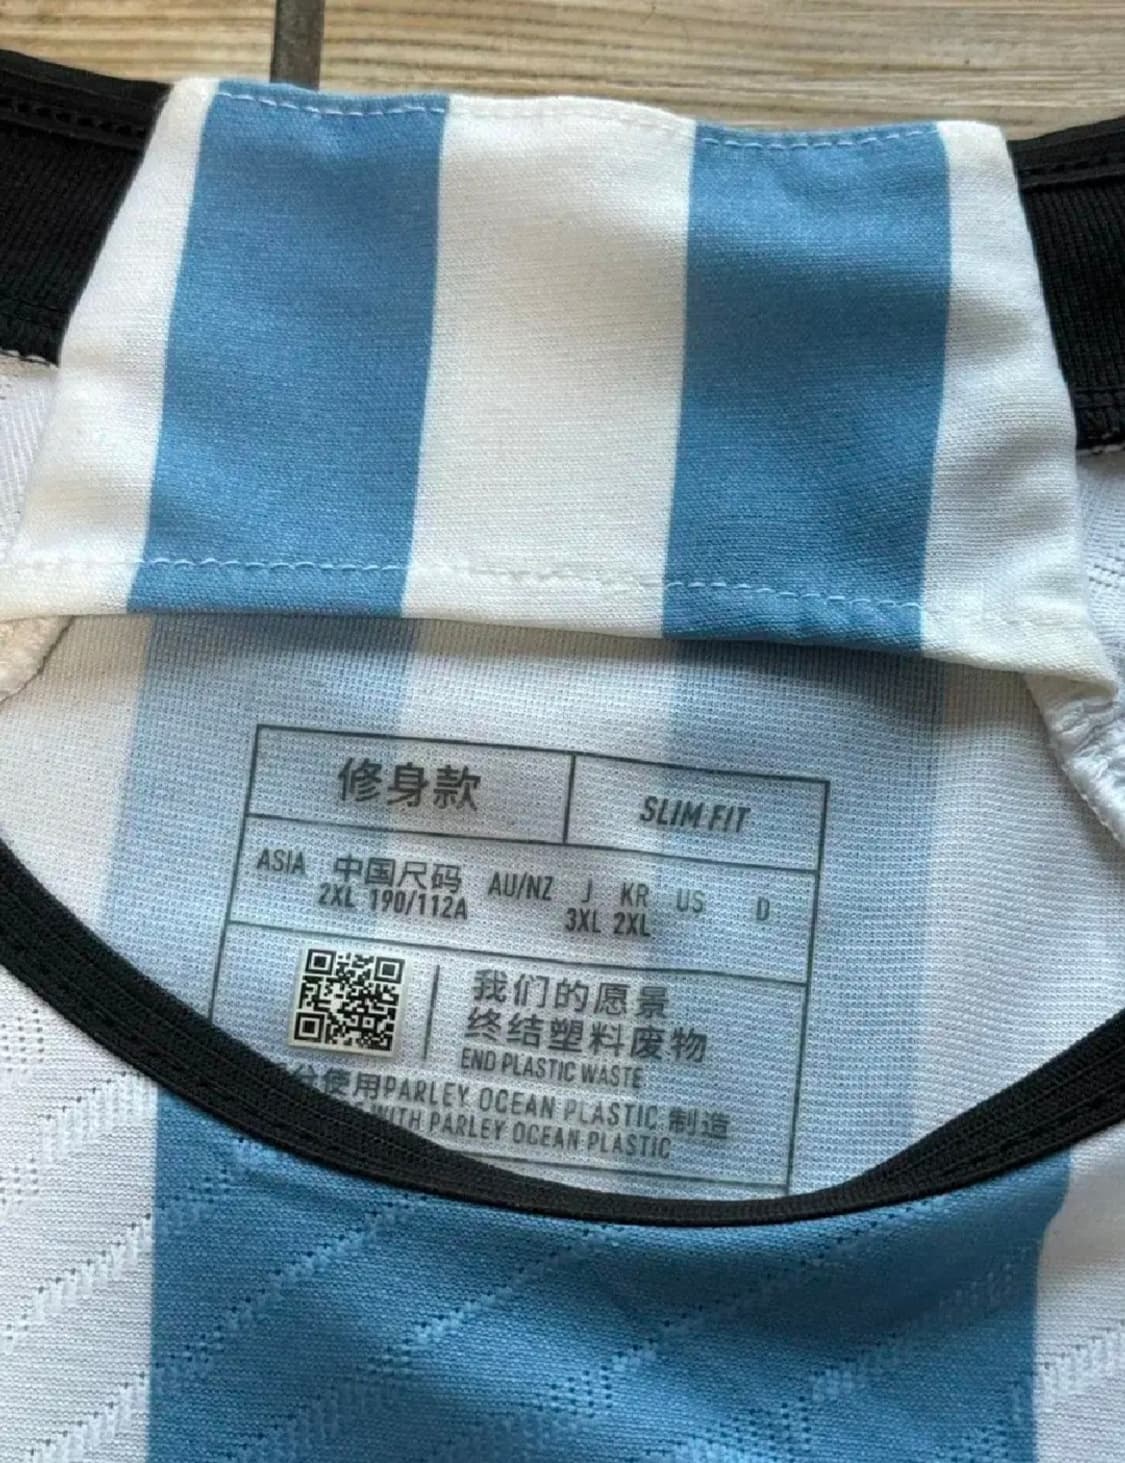 修身款
SLIM FIT
ASIA 中国尺码 AU/NZ J KR US D
2XL 190/112A 3XL 2XL
我们的愿景
终结塑料废物
END PLASTIC WASTE
使用PARLEY OCEAN PLASTIC 制造
WITH PARLEY OCEAN PLASTIC